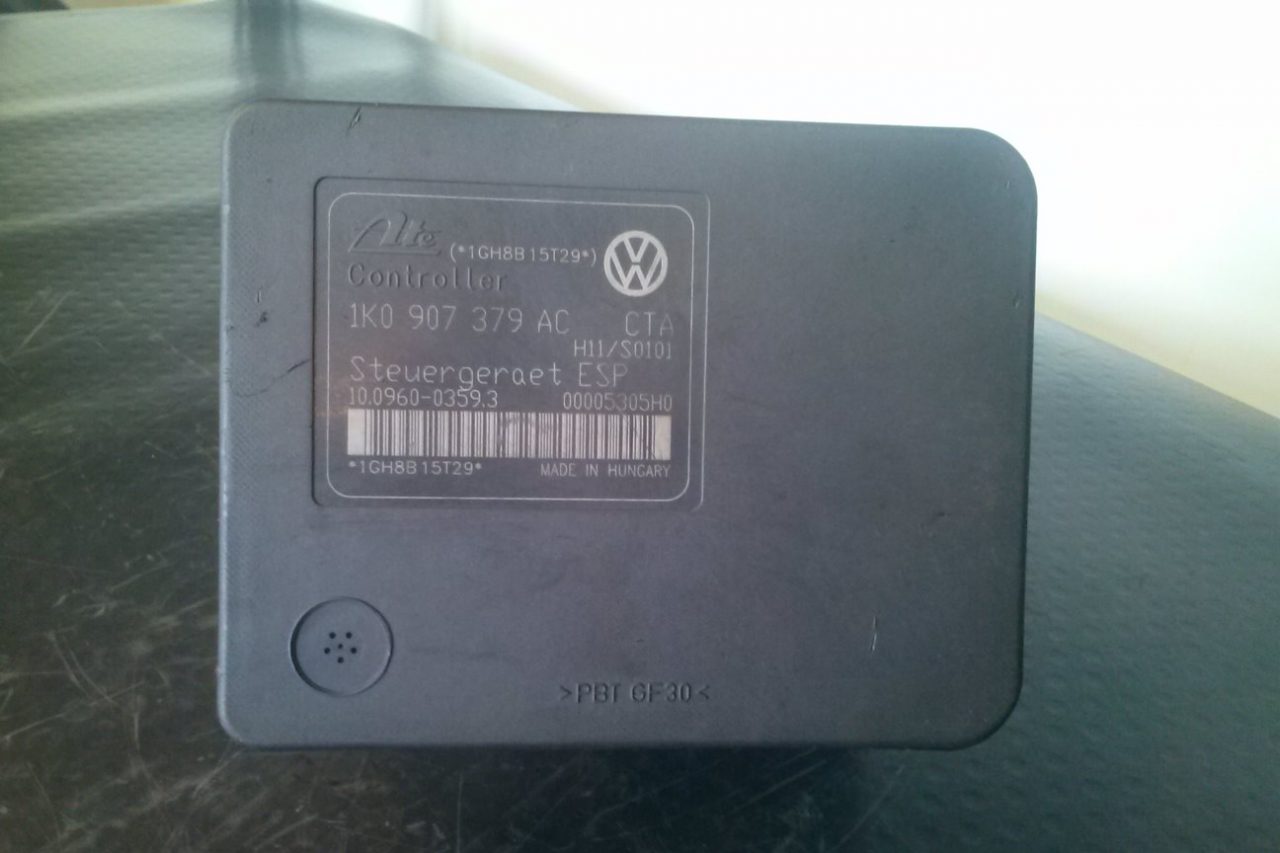 Ate (*1GH8B15T29*)
Controller
1K0 907 379 AC CTA
H11/S0101
Steuergeraet ESP
10.0960-0359.3 00005305H0
*1GH8B15T29* MADE IN HUNGARY
>PBT GF30<